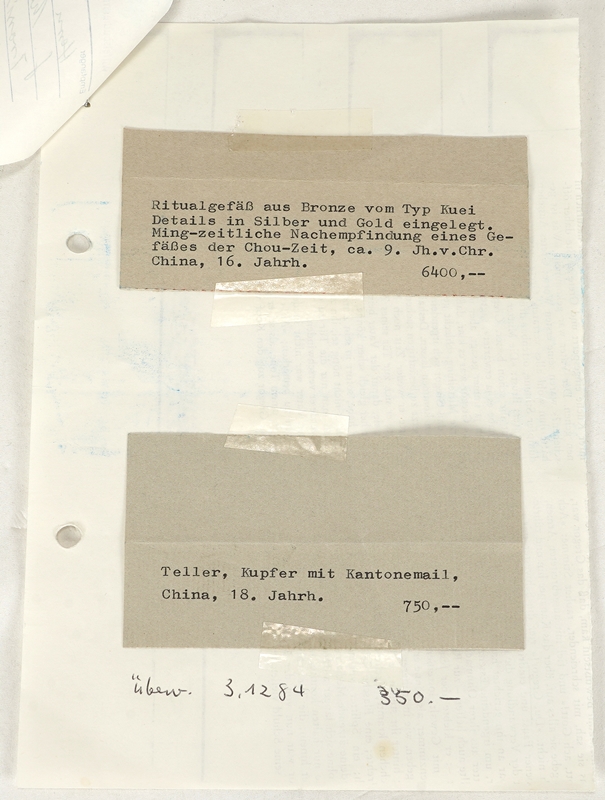 Ritualgefäß aus Bronze vom Typ Kuei
Details in Silber und Gold eingelegt.
Ming-zeitliche Nachempfindung eines Ge-
fäßes der Chou-Zeit, ca. 9. Jh.v.Chr.
China, 16. Jahrh.
6400,--
Teller, Kupfer mit Kantonemail,
China, 18. Jahrh.
750,--
überw. 3.12 84 350.—